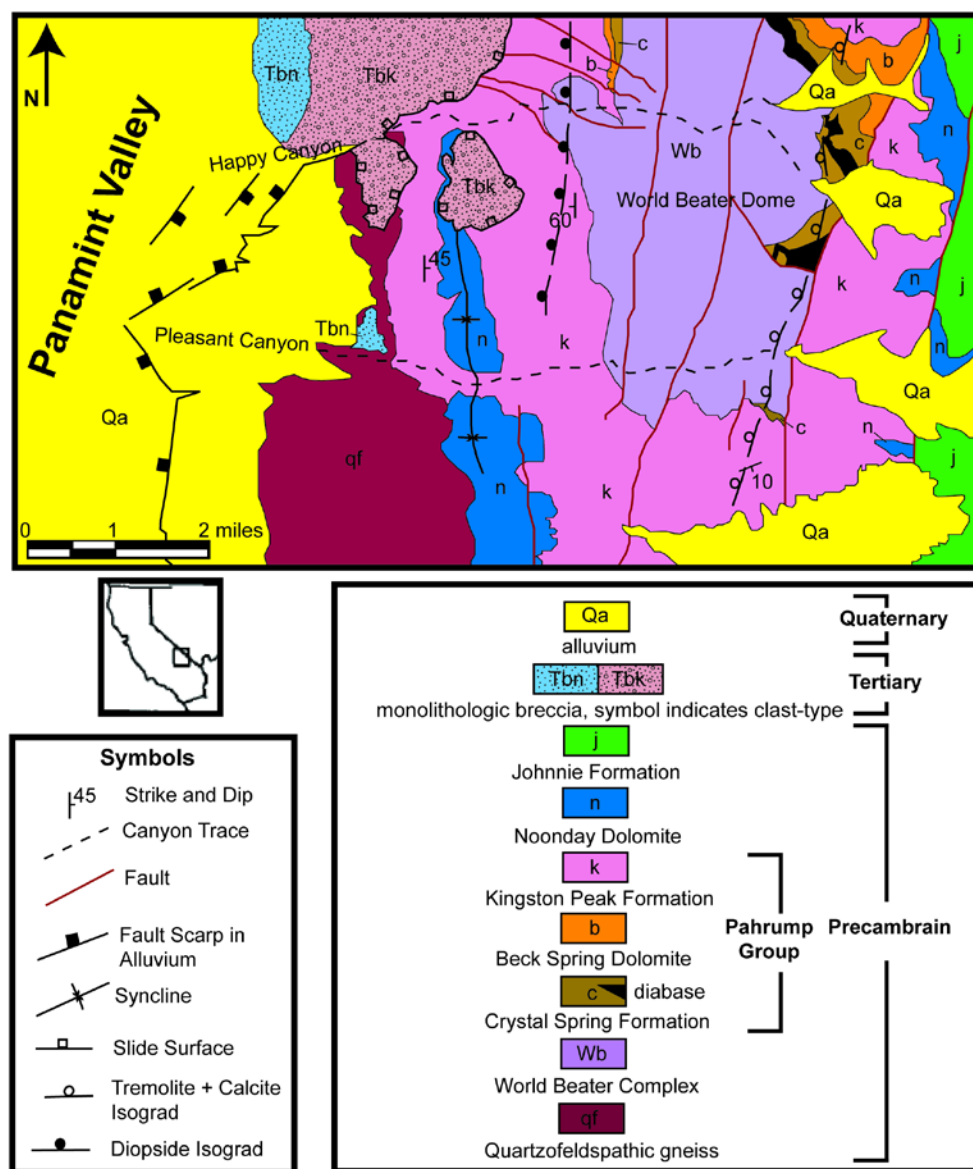 N
Tbn
Tbk
b
c
k
b
j
Qa
n
Panamint Valley
Happy Canyon
Tbk
Wb
c
k
World Beater Dome
Qa
60
45
n
j
k
Tbn
Pleasant Canyon
n
k
n
Qa
Qa
c
n
j
qf
n
k
10
Qa
0 1 2 miles
Qa
alluvium
Quaternary
Tbn Tbk
monolithologic breccia, symbol indicates clast-type
Tertiary
j
Johnnie Formation
n
Noonday Dolomite
k
Kingston Peak Formation
b
Beck Spring Dolomite
c diabase
Crystal Spring Formation
Pahrump
Group
Precambrain
Wb
World Beater Complex
qf
Quartzofeldspathic gneiss
Symbols
45 Strike and Dip
Canyon Trace
Fault
Fault Scarp in
Alluvium
Syncline
Slide Surface
Tremolite + Calcite
Isograd
Diopside Isograd